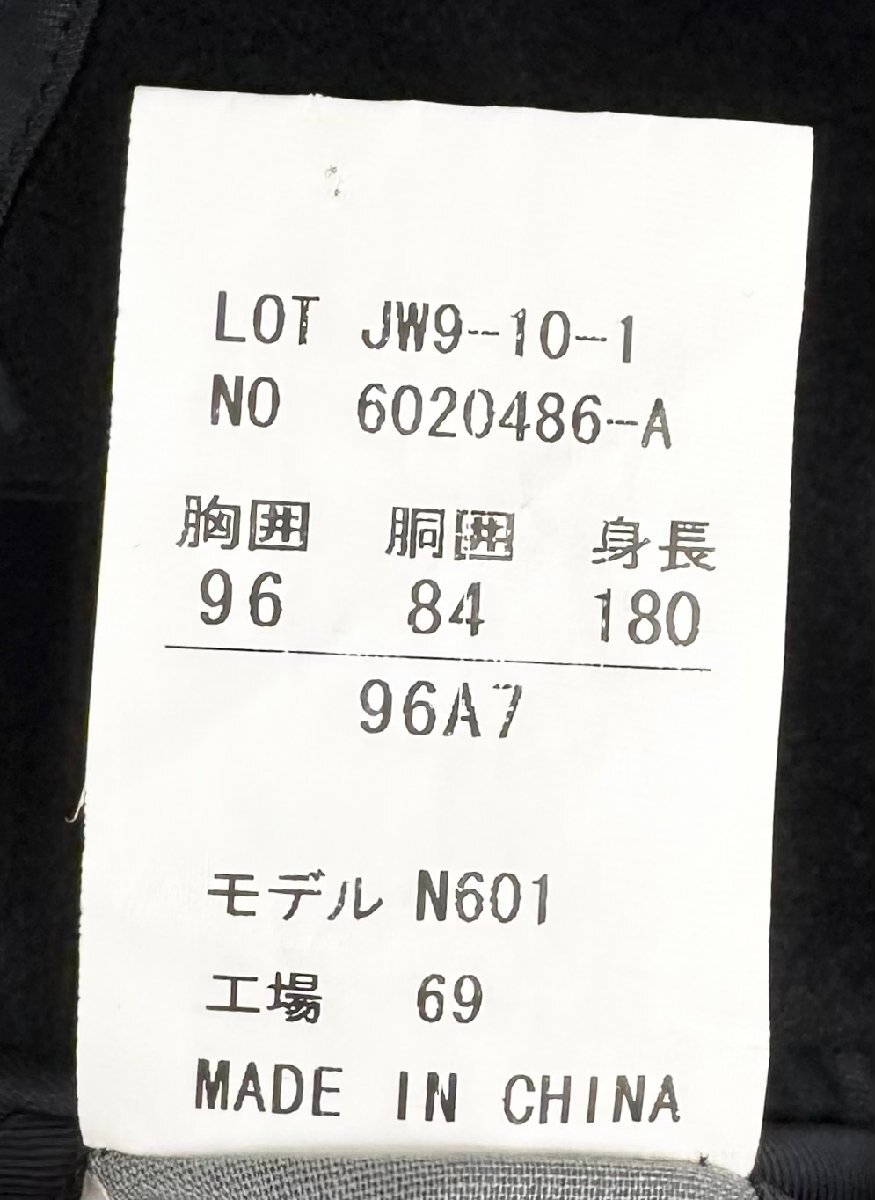 LOT JW9-10-1
NO 6020486-A
胸囲 胴囲 身長
96 84 180
96A7
モデル N601
工場 69
MADE IN CHINA